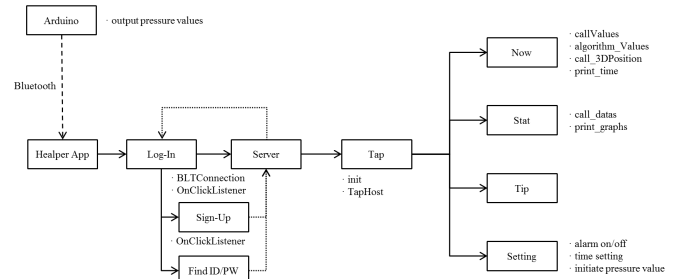 Arduino
· output pressure values
Bluetooth
Healper App
Log-In
· BLTConnection
· OnClickListener
Sign-Up
· OnClickListener
Find ID/PW
Server
Tap
· init
· TapHost
Now
· callValues
· algorithm_Values
· call_3DPosition
· print_time
Stat
· call_datas
· print_graphs
Tip
Setting
· alarm on/off
· time setting
· initiate pressure value